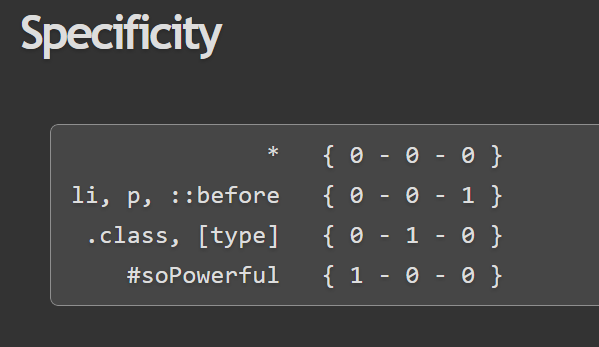 Specificity
* { 0 - 0 - 0 }
li, p, ::before { 0 - 0 - 1 }
.class, [type] { 0 - 1 - 0 }
#soPowerful { 1 - 0 - 0 }